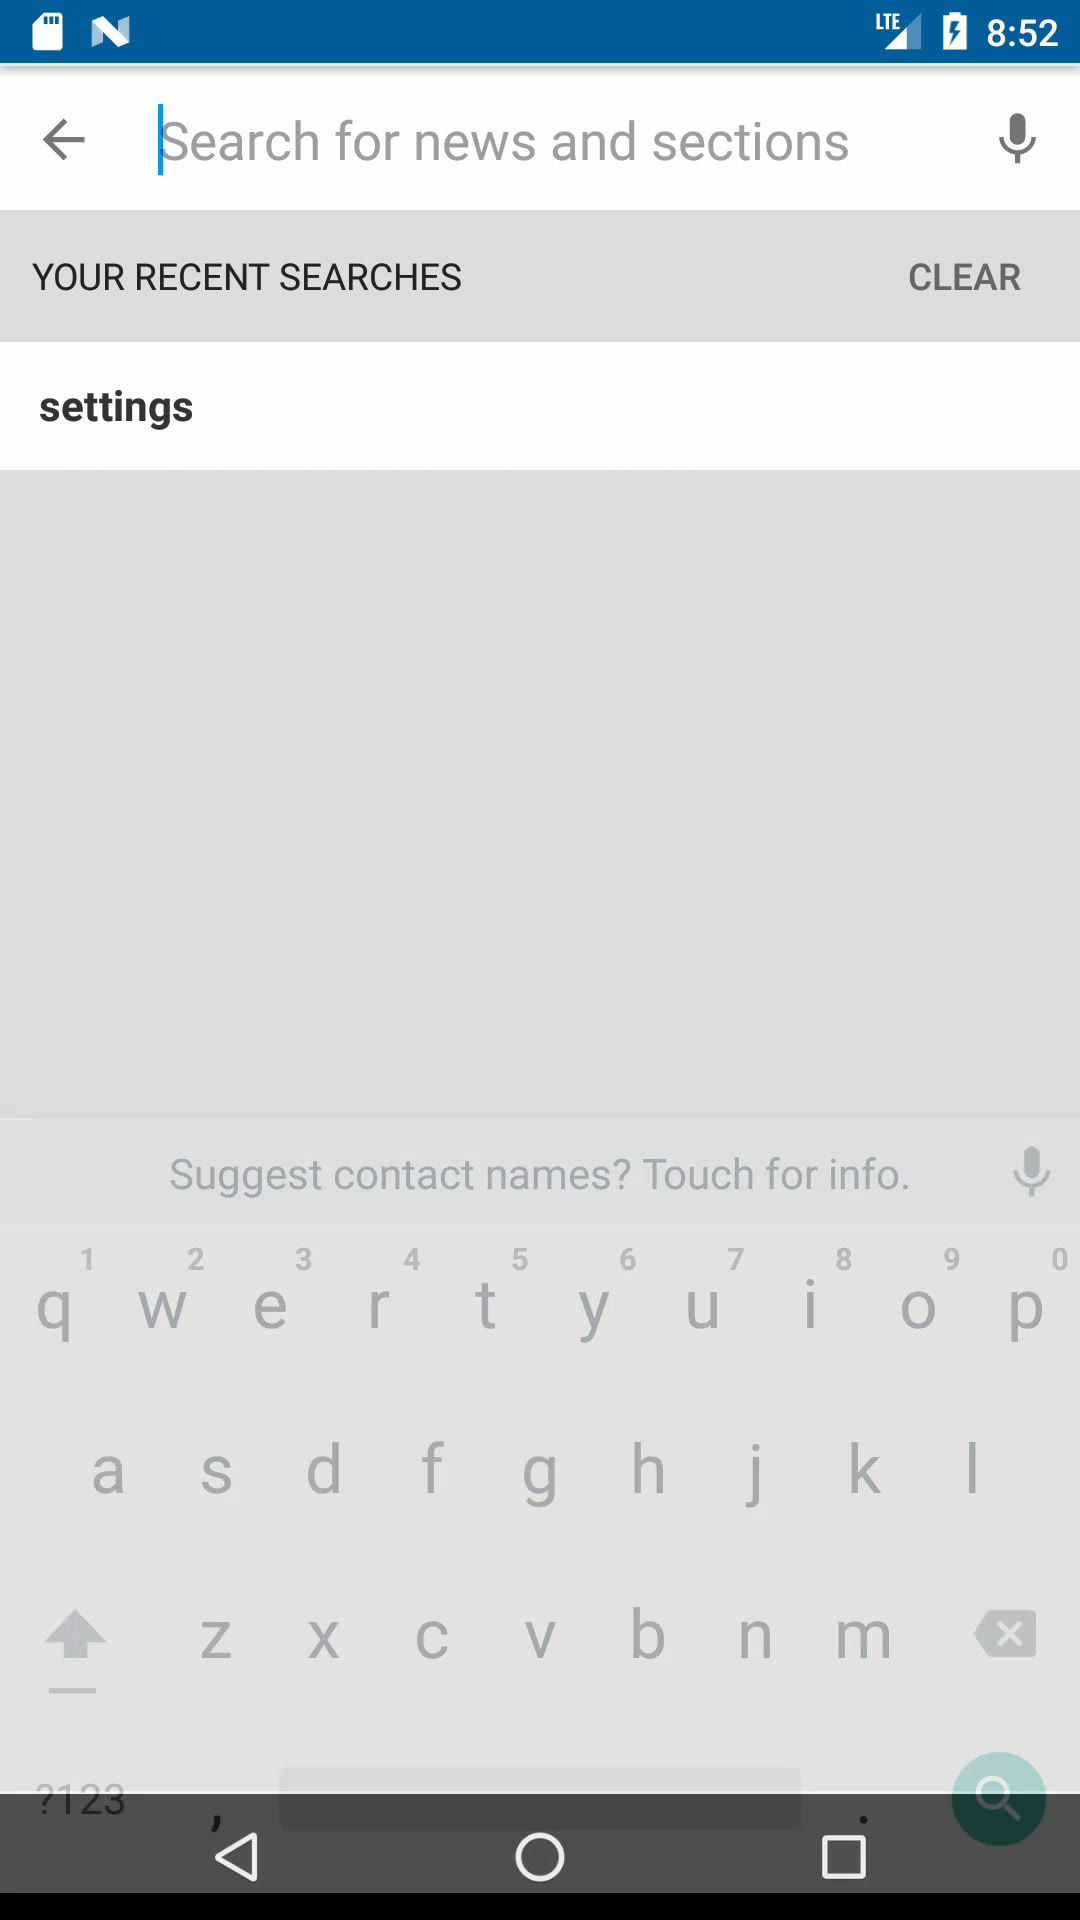 LTE 8:52
Search for news and sections
YOUR RECENT SEARCHES CLEAR
settings
Suggest contact names? Touch for info.
1 2 3 4 5 6 7 8 9 0
q w e r t y u i o p
a s d f g h j k l
z x c v b n m
?123 , .